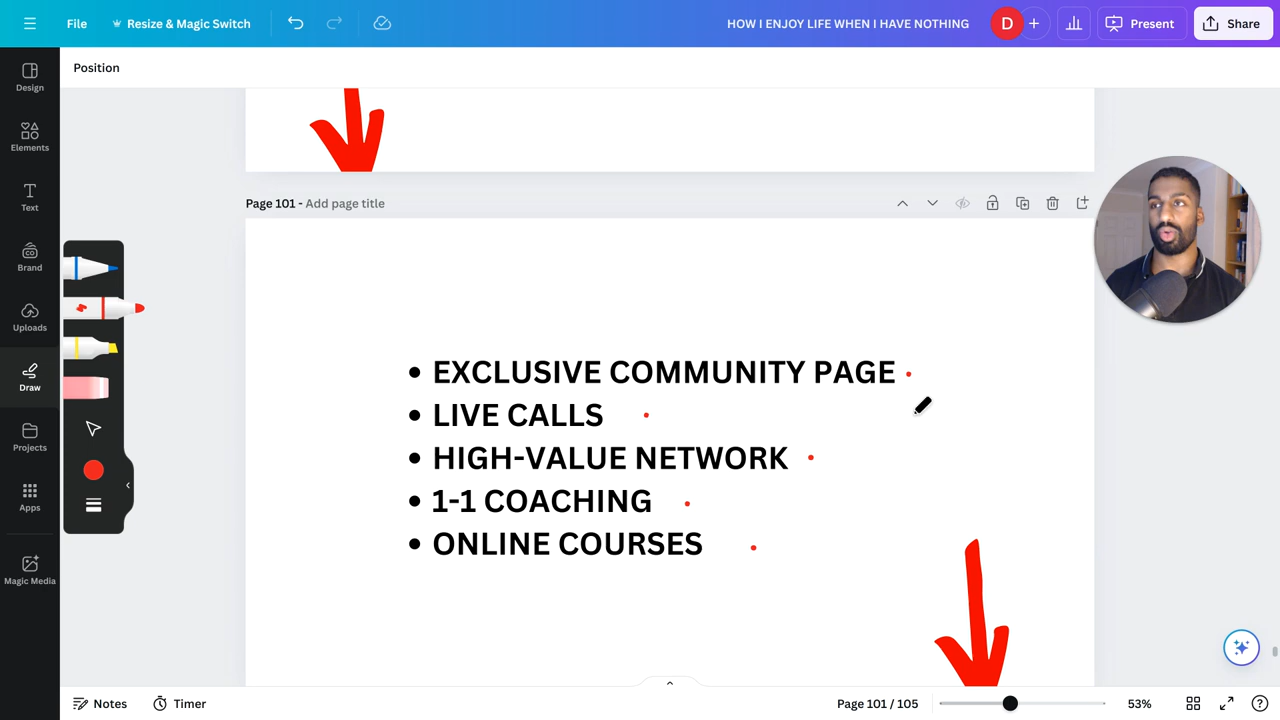 File
Resize & Magic Switch
HOW I ENJOY LIFE WHEN I HAVE NOTHING
D
Present
Share
Position
Design
Elements
Text
Brand
Uploads
Draw
Projects
Apps
Magic Media
Page 101 - Add page title
• EXCLUSIVE COMMUNITY PAGE
• LIVE CALLS
• HIGH-VALUE NETWORK
• 1-1 COACHING
• ONLINE COURSES
Notes
Timer
Page 101 / 105
53%